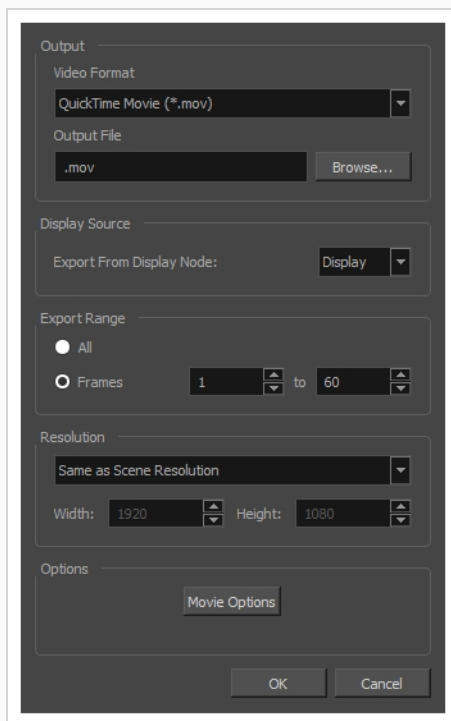 Output
Video Format
QuickTime Movie (*.mov)
Output File
.mov Browse...
Display Source
Export From Display Node: Display
Export Range
All
Frames 1 to 60
Resolution
Same as Scene Resolution
Width: 1920 Height: 1080
Options
Movie Options
OK Cancel